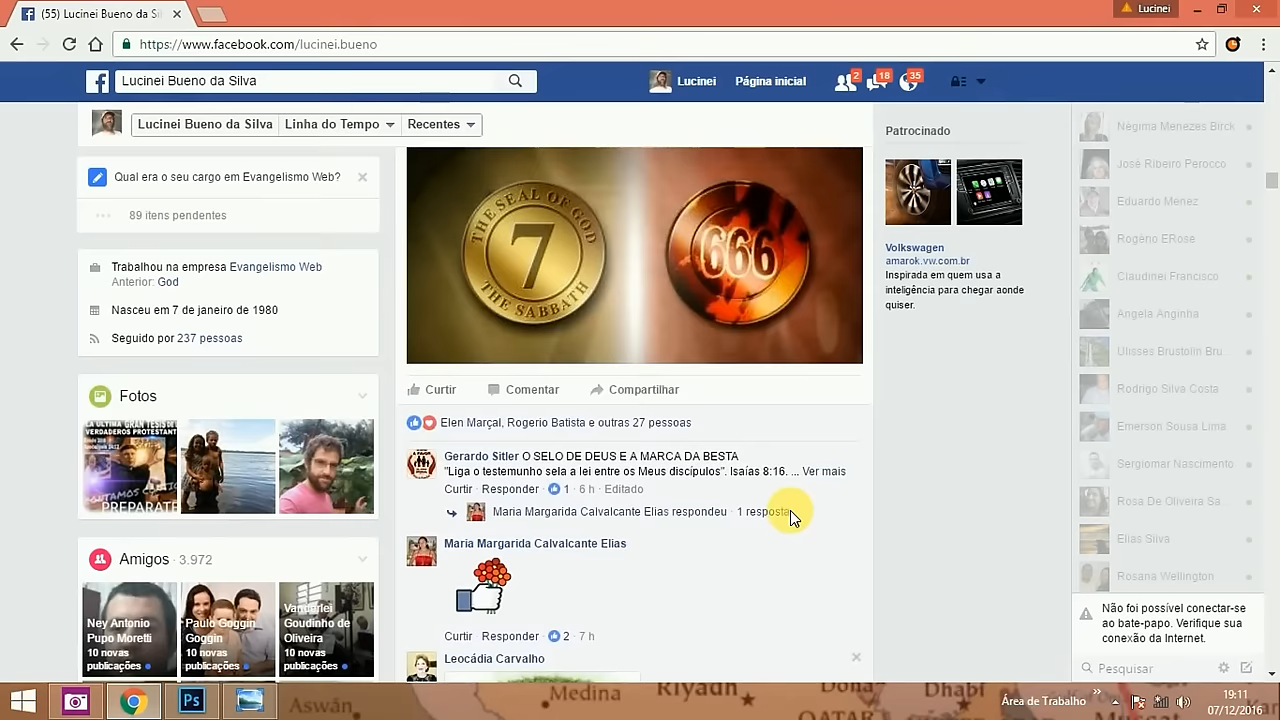 (55) Lucinei Bueno da Si
Lucinei
https://www.facebook.com/lucinei.bueno
Lucinei Bueno da Silva
Lucinei
Página inicial
2
18
35
Lucinei Bueno da Silva
Linha do Tempo
Recentes
Qual era o seu cargo em Evangelismo Web?
89 itens pendentes
Trabalhou na empresa Evangelismo Web
Anterior: God
Nasceu em 7 de janeiro de 1980
Seguido por 237 pessoas
Fotos
PREPARATE
Amigos · 3.972
Ney Antonio
Pupo Moretti
10 novas
publicações
Paulo Goggin
Goggin
10 novas
publicações
Vanderlei
Goudinho de
Oliveira
10 novas
publicações
THE SEAL OF GOD
7
THE SABBATH
666
Curtir
Comentar
Compartilhar
Elen Marçal, Rogerio Batista e outras 27 pessoas
Gerardo Sitler O SELO DE DEUS E A MARCA DA BESTA
"Liga o testemunho sela a lei entre os Meus discípulos". Isaías 8:16. ... Ver mais
Curtir · Responder · 1 · 6 h · Editado
Maria Margarida Calvalcante Elias respondeu · 1 resposta
Maria Margarida Calvalcante Elias
Curtir · Responder · 2 · 7 h
Leocádia Carvalho
Patrocinado
Volkswagen
amarok.vw.com.br
Inspirada em quem usa a
inteligência para chegar aonde
quiser.
Negima Menezes Birck
José Ribeiro Perocco
Eduardo Menez
Rogério ERose
Claudinei Francisco
Angela Anginha
Ulisses Brustolin Bru
Rodrigo Silva Costa
Emerson Sousa Lima
Sergiomar Nascimento
Rosa De Oliveira Sa
Elias Silva
Rosana Wellington
Não foi possível conectar-se
ao bate-papo. Verifique sua
conexão da Internet.
Pesquisar
Ps
Aswân
Medina
Riyadh
Doha
QATAR
Dhabi
Área de Trabalho
19:11
07/12/2016